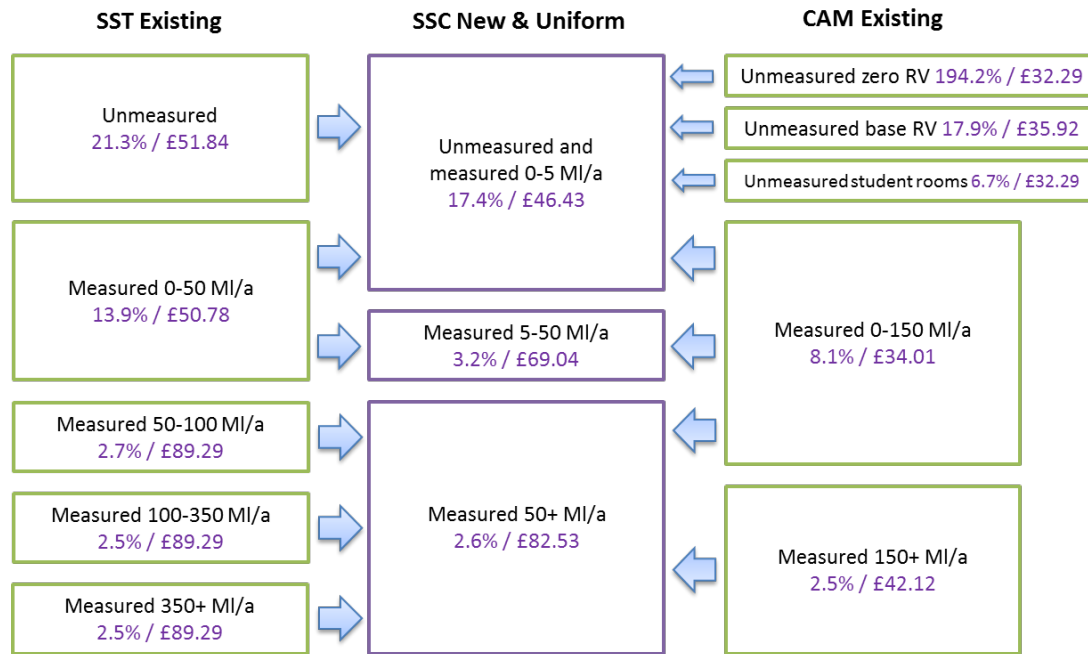 SST Existing
SSC New & Uniform
CAM Existing
Unmeasured
21.3% / £51.84
Measured 0-50 Ml/a
13.9% / £50.78
Measured 50-100 Ml/a
2.7% / £89.29
Measured 100-350 Ml/a
2.5% / £89.29
Measured 350+ Ml/a
2.5% / £89.29
Unmeasured and
measured 0-5 Ml/a
17.4% / £46.43
Measured 5-50 Ml/a
3.2% / £69.04
Measured 50+ Ml/a
2.6% / £82.53
Unmeasured zero RV 194.2% / £32.29
Unmeasured base RV 17.9% / £35.92
Unmeasured student rooms 6.7% / £32.29
Measured 0-150 Ml/a
8.1% / £34.01
Measured 150+ Ml/a
2.5% / £42.12